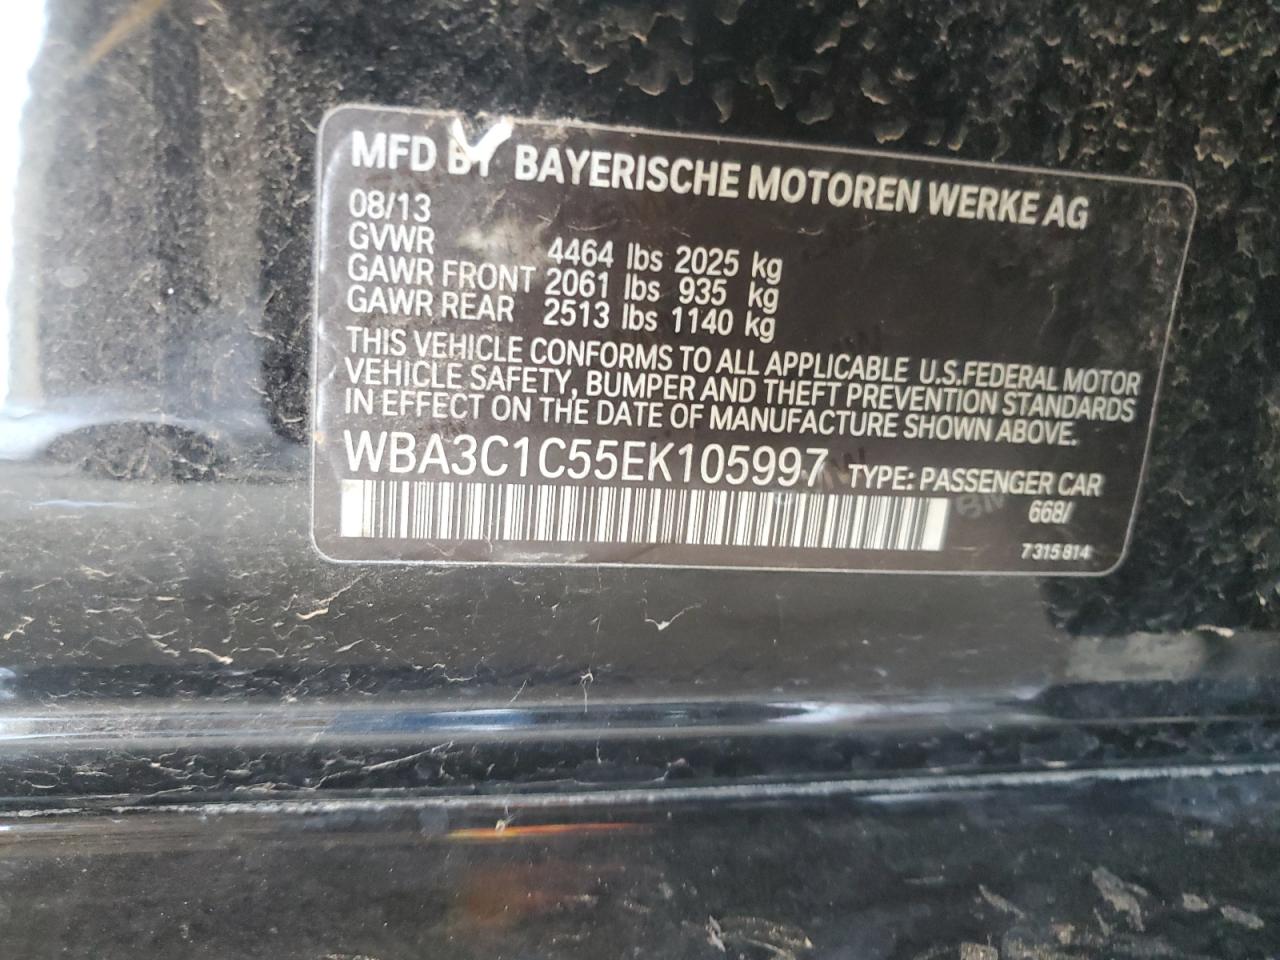 MFD BY BAYERISCHE MOTOREN WERKE AG
08/13
GVWR 4464 lbs 2025 kg
GAWR FRONT 2061 lbs 935 kg
GAWR REAR 2513 lbs 1140 kg
THIS VEHICLE CONFORMS TO ALL APPLICABLE U.S.FEDERAL MOTOR
VEHICLE SAFETY, BUMPER AND THEFT PREVENTION STANDARDS
IN EFFECT ON THE DATE OF MANUFACTURE SHOWN ABOVE.
WBA3C1C55EK105997 TYPE: PASSENGER CAR
668/
7 315 814